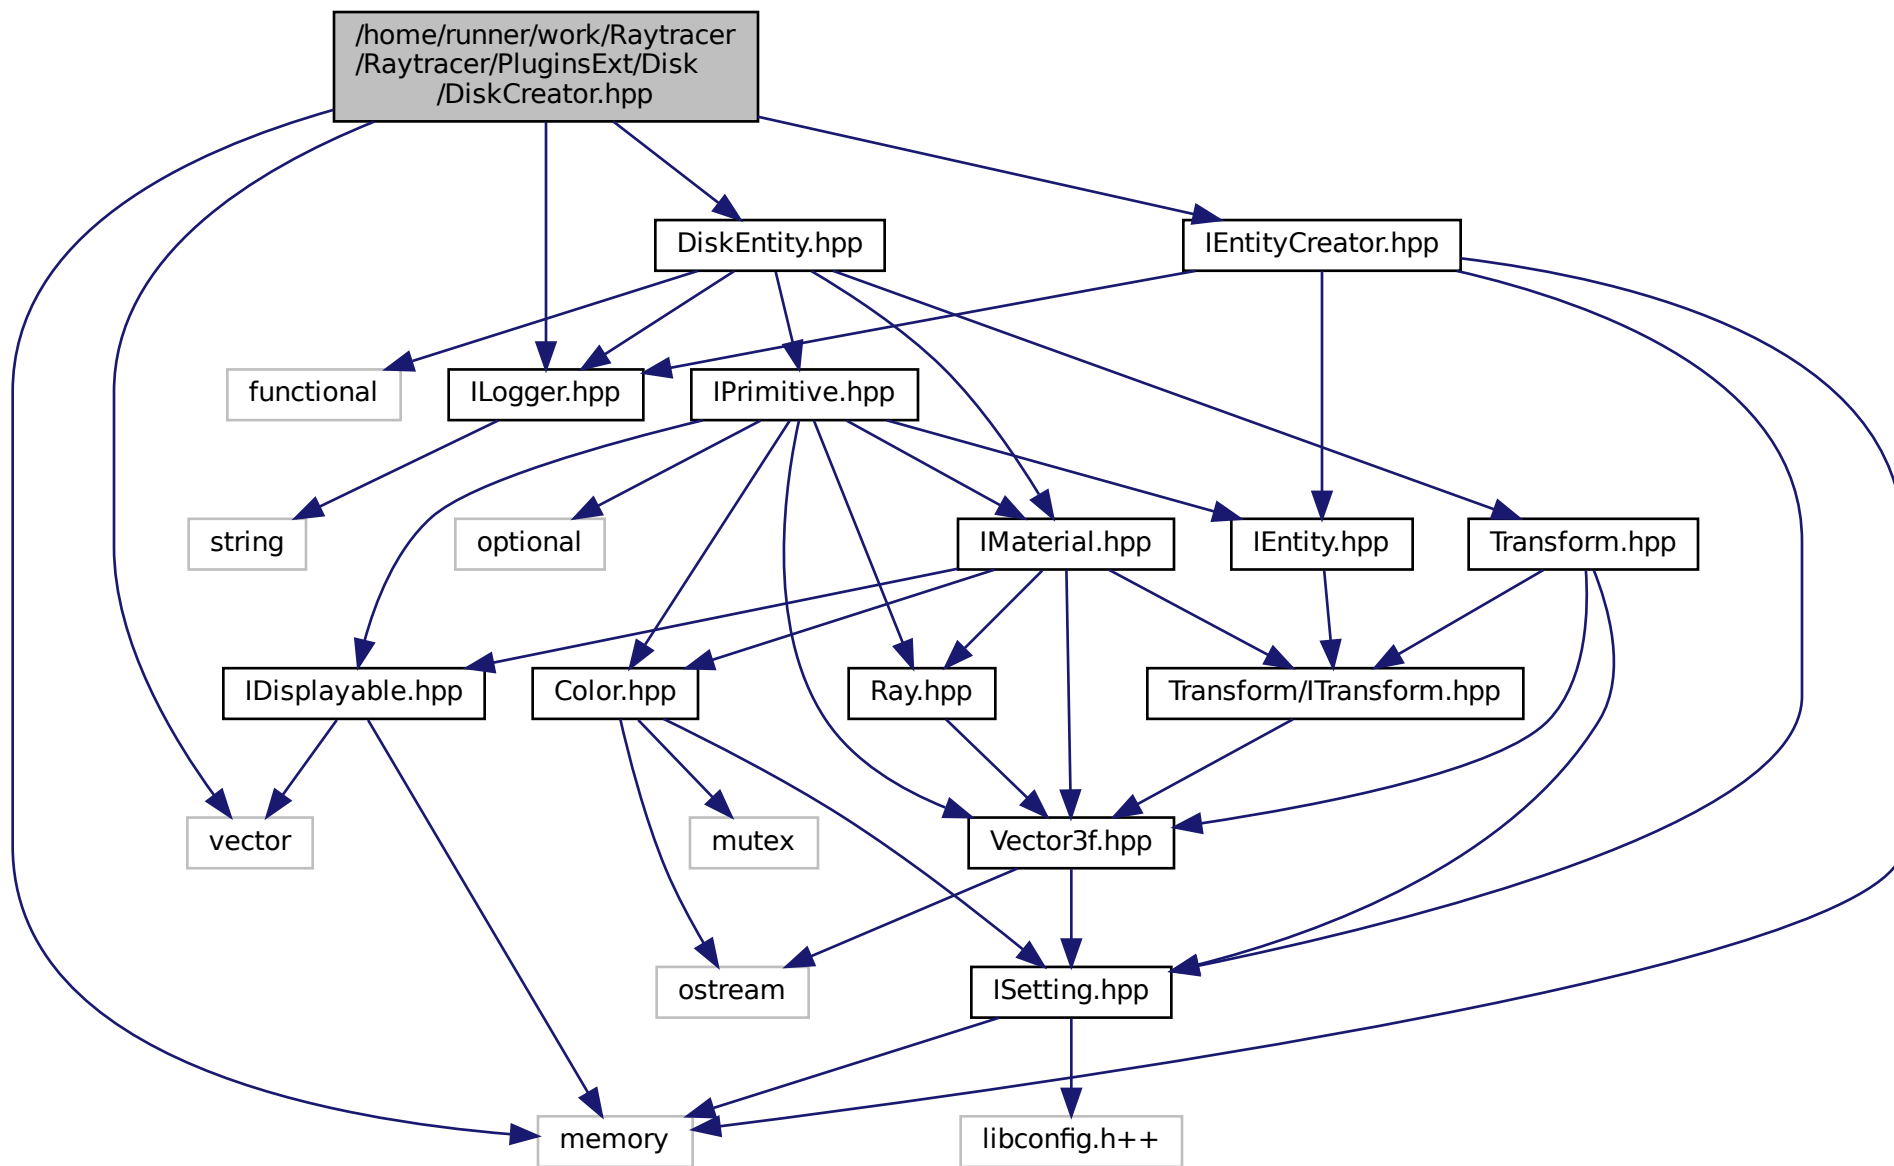 /home/runner/work/Raytracer
/Raytracer/PluginsExt/Disk
/DiskCreator.hpp
DiskEntity.hpp
IEntityCreator.hpp
functional
ILogger.hpp
IPrimitive.hpp
string
optional
IMaterial.hpp
IEntity.hpp
Transform.hpp
IDisplayable.hpp
Color.hpp
Ray.hpp
Transform/ITransform.hpp
vector
mutex
Vector3f.hpp
ostream
ISetting.hpp
memory
libconfig.h++